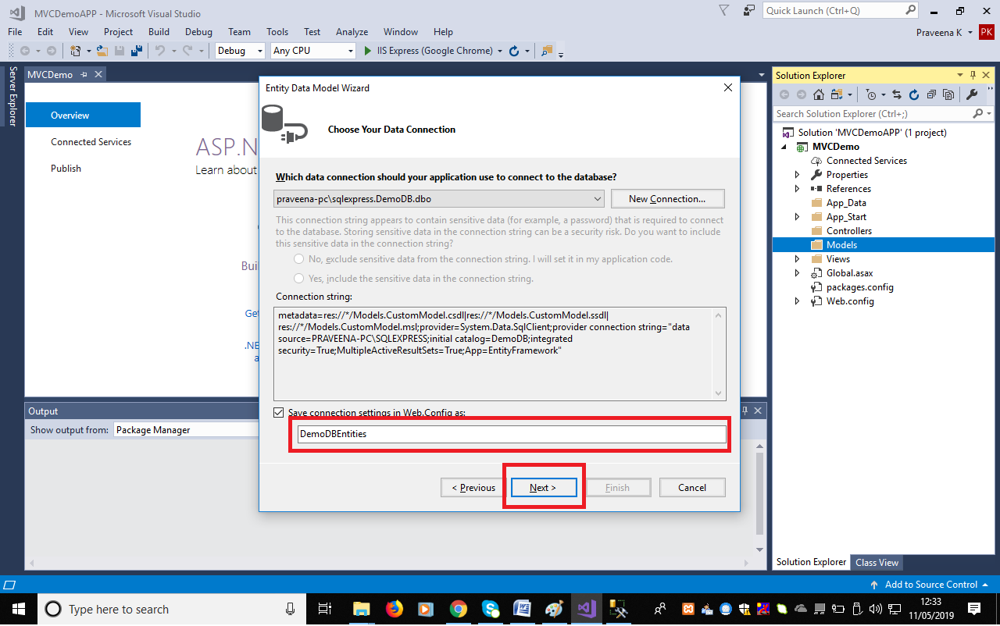 MVCDemoAPP - Microsoft Visual Studio
Quick Launch (Ctrl+Q)
File Edit View Project Build Debug Team Tools Test Analyze Window Help
Praveena K
PK
Debug
Any CPU
IIS Express (Google Chrome)
Server Explorer
MVCDemo
Overview
Connected Services
Publish
ASP.N
Learn about
Buil
Get
.NE
a
Entity Data Model Wizard
Choose Your Data Connection
Which data connection should your application use to connect to the database?
praveena-pc\sqlexpress.DemoDB.dbo
New Connection...
This connection string appears to contain sensitive data (for example, a password) that is required to connect
to the database. Storing sensitive data in the connection string can be a security risk. Do you want to include
this sensitive data in the connection string?
No, exclude sensitive data from the connection string. I will set it in my application code.
Yes, include the sensitive data in the connection string.
Connection string:
metadata=res://*/Models.CustomModel.csdl|res://*/Models.CustomModel.ssdl|
res://*/Models.CustomModel.msl;provider=System.Data.SqlClient;provider connection string="data
source=PRAVEENA-PC\SQLEXPRESS;initial catalog=DemoDB;integrated
security=True;MultipleActiveResultSets=True;App=EntityFramework"
Save connection settings in Web.Config as:
DemoDBEntities
< Previous
Next >
Finish
Cancel
Output
Show output from: Package Manager
Solution Explorer
Search Solution Explorer (Ctrl+;)
Solution 'MVCDemoAPP' (1 project)
MVCDemo
Connected Services
Properties
References
App_Data
App_Start
Controllers
Models
Views
Global.asax
packages.config
Web.config
Solution Explorer
Class View
Add to Source Control
Type here to search
12:33
11/05/2019